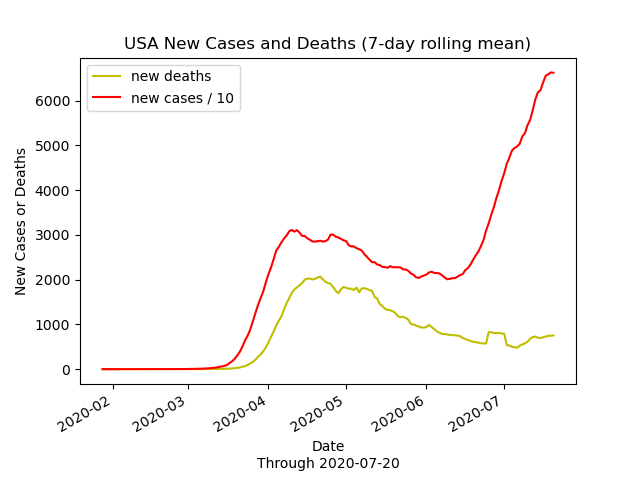 USA New Cases and Deaths (7-day rolling mean)
new deaths
new cases / 10
6000
5000
4000
3000
2000
1000
0
New Cases or Deaths
2020-02
2020-03
2020-04
2020-05
2020-06
2020-07
Date
Through 2020-07-20